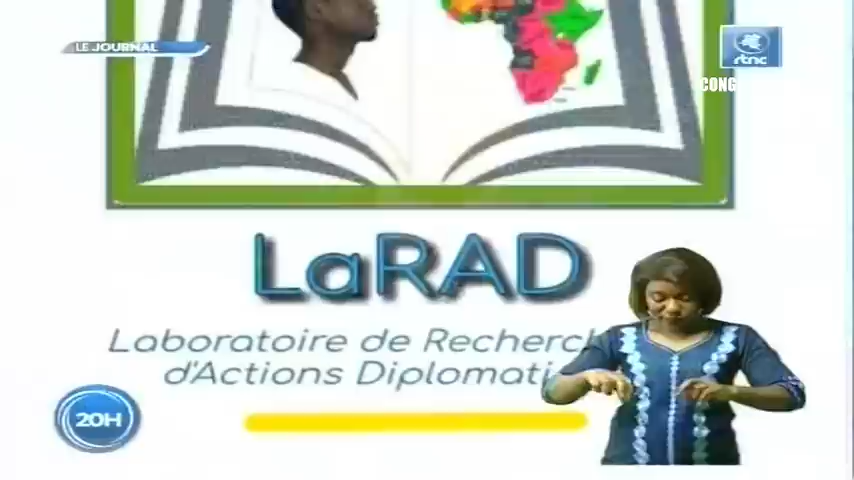 LE JOURNAL
rtnc
CONG
LaRAD
Laboratoire de Recherch
d'Actions Diplomati
20H